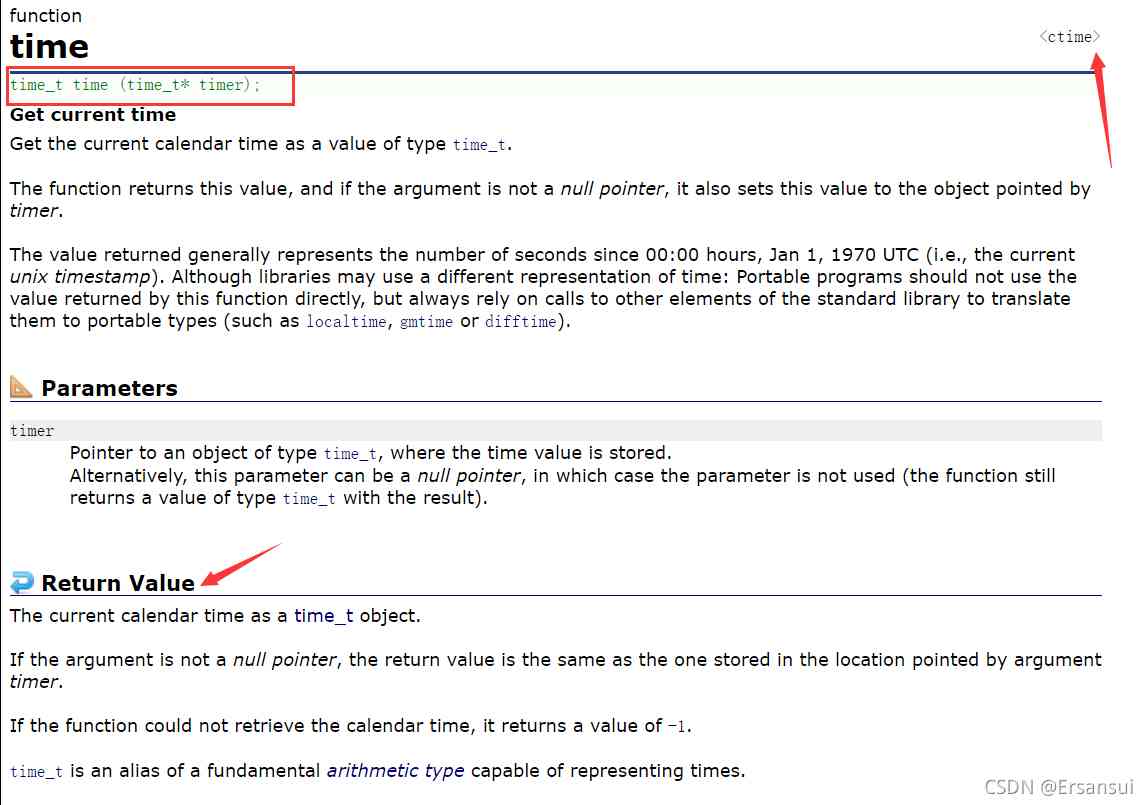 function
time
<ctime>
time_t time (time_t* timer);
Get current time
Get the current calendar time as a value of type time_t.
The function returns this value, and if the argument is not a null pointer, it also sets this value to the object pointed by
timer.
The value returned generally represents the number of seconds since 00:00 hours, Jan 1, 1970 UTC (i.e., the current
unix timestamp). Although libraries may use a different representation of time: Portable programs should not use the
value returned by this function directly, but always rely on calls to other elements of the standard library to translate
them to portable types (such as localtime, gmtime or difftime).
Parameters
timer
Pointer to an object of type time_t, where the time value is stored.
Alternatively, this parameter can be a null pointer, in which case the parameter is not used (the function still
returns a value of type time_t with the result).
Return Value
The current calendar time as a time_t object.
If the argument is not a null pointer, the return value is the same as the one stored in the location pointed by argument
timer.
If the function could not retrieve the calendar time, it returns a value of -1.
time_t is an alias of a fundamental arithmetic type capable of representing times.
CSDN @Ersansui